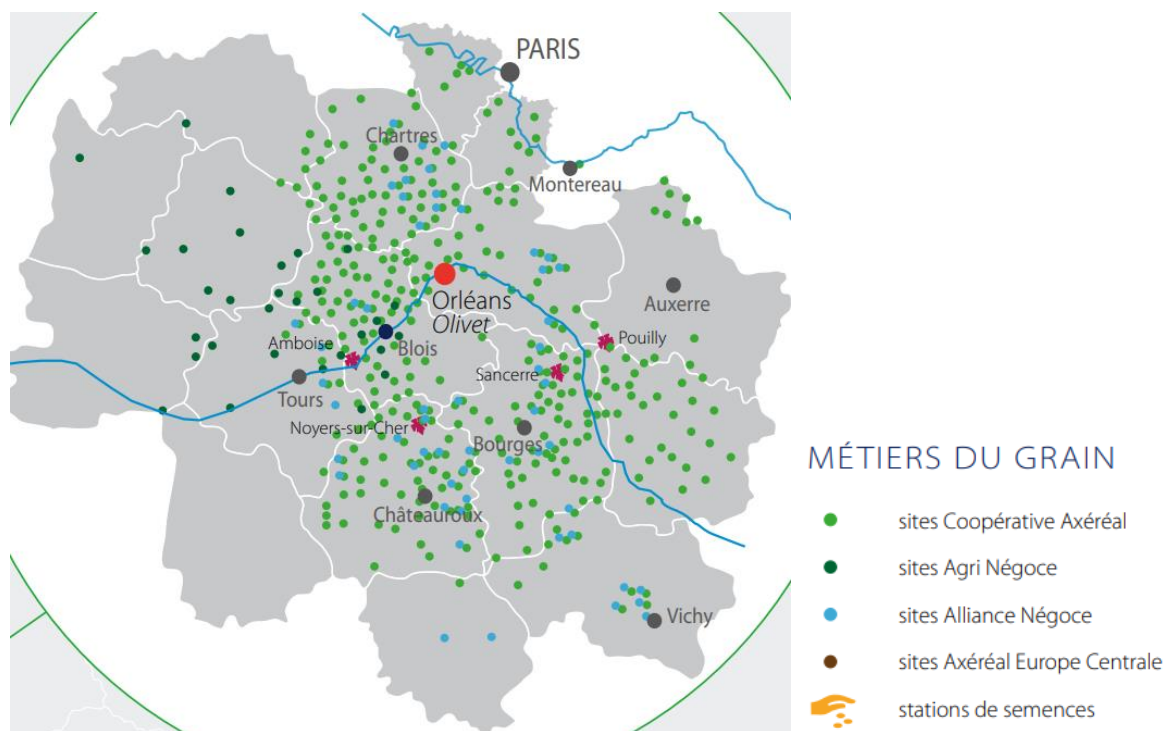 PARIS
Chartres
Montereau
Orléans
Olivet
Auxerre
Amboise
Blois
Pouilly
Sancerre
Tours
Noyers-sur-Cher
Bourges
Châteauroux
Vichy
MÉTIERS DU GRAIN
sites Coopérative Axéréal
sites Agri Négoce
sites Alliance Négoce
sites Axéréal Europe Centrale
stations de semences